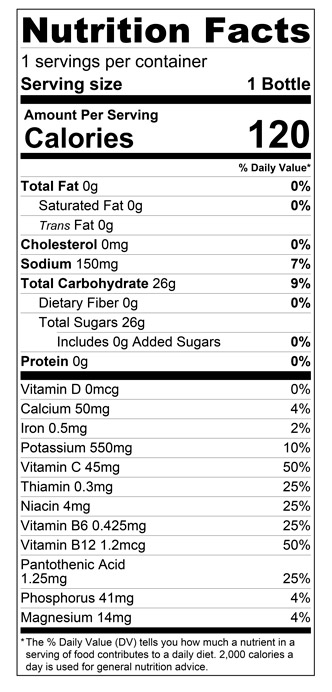 Nutrition Facts
1 servings per container
Serving size 1 Bottle
Amount Per Serving
Calories 120
% Daily Value*
Total Fat 0g 0%
Saturated Fat 0g 0%
Trans Fat 0g
Cholesterol 0mg 0%
Sodium 150mg 7%
Total Carbohydrate 26g 9%
Dietary Fiber 0g 0%
Total Sugars 26g
Includes 0g Added Sugars 0%
Protein 0g 0%
Vitamin D 0mcg 0%
Calcium 50mg 4%
Iron 0.5mg 2%
Potassium 550mg 10%
Vitamin C 45mg 50%
Thiamin 0.3mg 25%
Niacin 4mg 25%
Vitamin B6 0.425mg 25%
Vitamin B12 1.2mcg 50%
Pantothenic Acid
1.25mg 25%
Phosphorus 41mg 4%
Magnesium 14mg 4%
*The % Daily Value (DV) tells you how much a nutrient in a
serving of food contributes to a daily diet. 2,000 calories a
day is used for general nutrition advice.